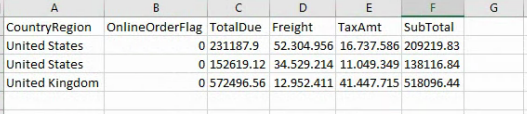 A B C D E F G
CountryRegion OnlineOrderFlag TotalDue Freight TaxAmt SubTotal
United States 0 231187.9 52.304.956 16.737.586 209219.83
United States 0 152619.12 34.529.214 11.049.349 138116.84
United Kingdom 0 572496.56 12.952.411 41.447.715 518096.44